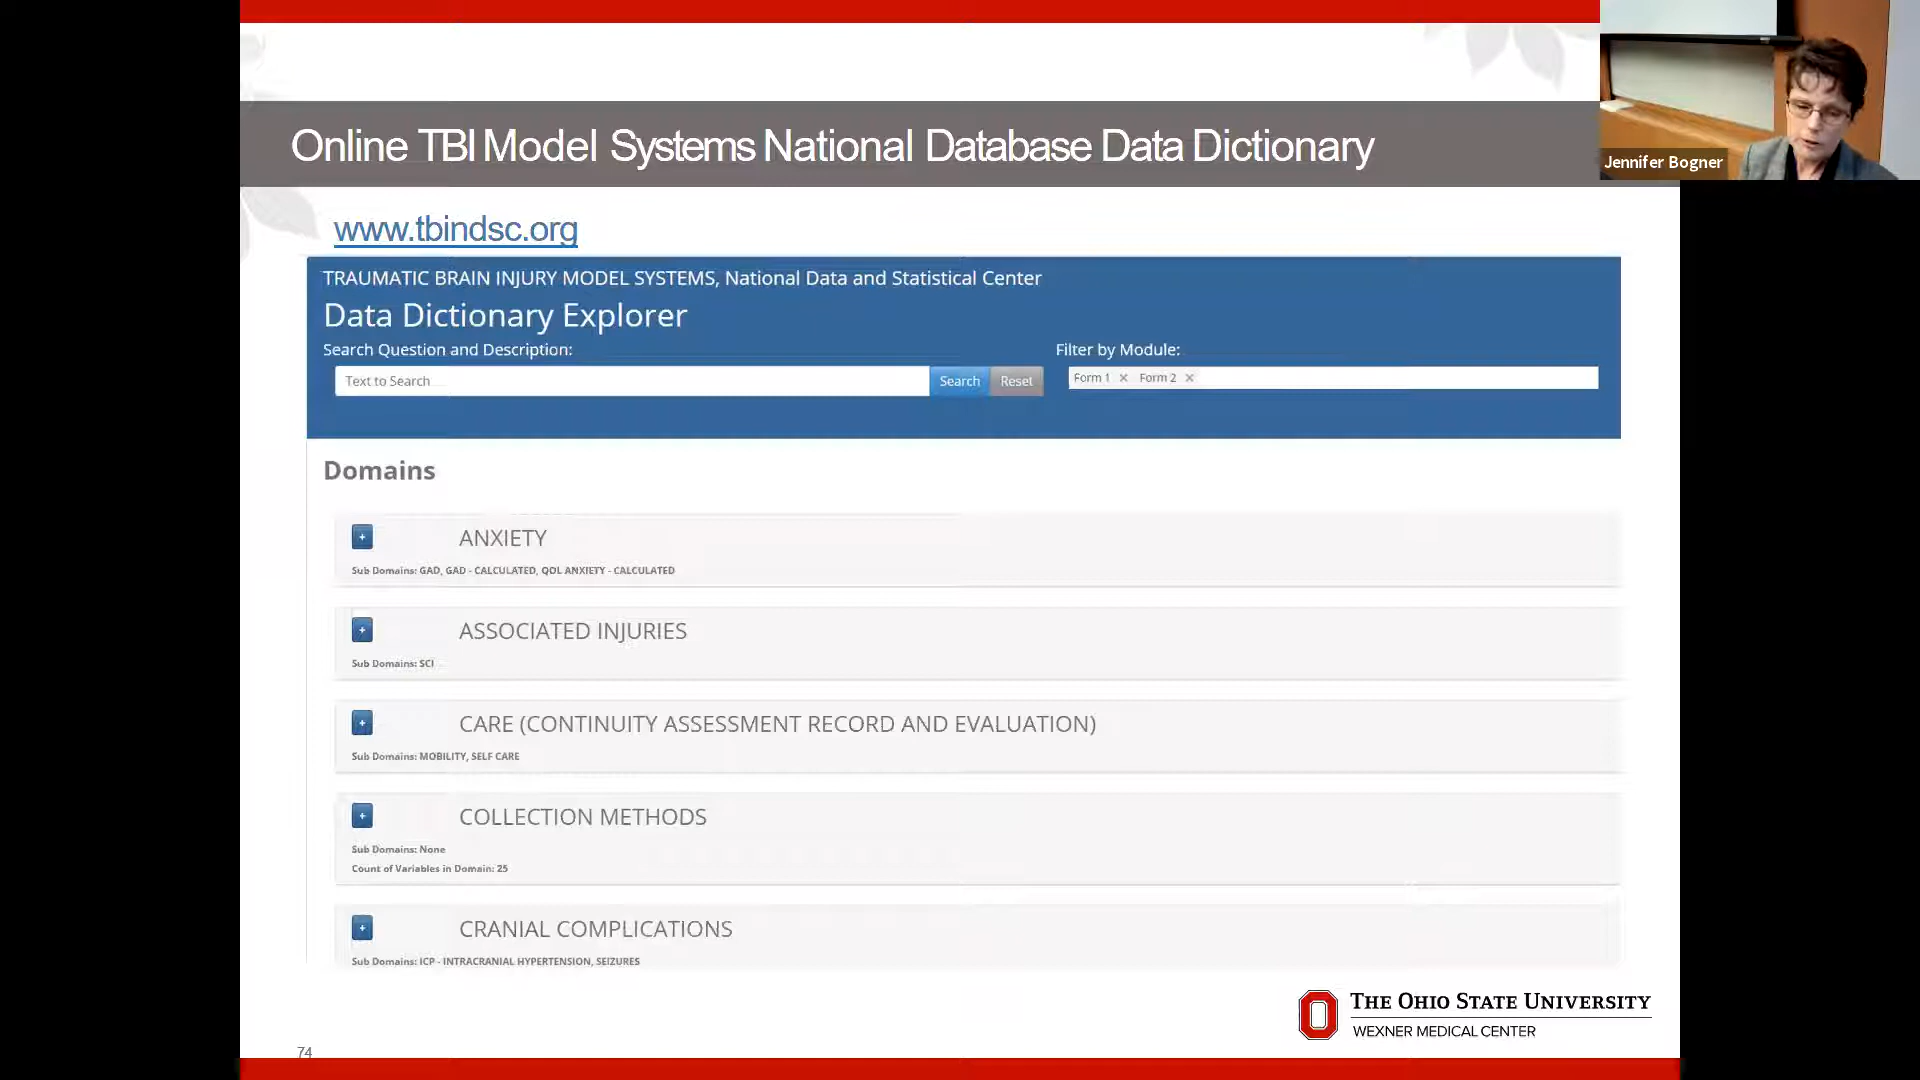 Online TBI Model Systems National Database Data Dictionary
Jennifer Bogner
www.tbindsc.org
TRAUMATIC BRAIN INJURY MODEL SYSTEMS, National Data and Statistical Center
Data Dictionary Explorer
Search Question and Description:
Filter by Module:
Text to Search
Search
Reset
Form 1 ×
Form 2 ×
Domains
+ ANXIETY
Sub Domains: GAD, GAD - CALCULATED, QOL ANXIETY - CALCULATED
+ ASSOCIATED INJURIES
Sub Domains: SCI
+ CARE (CONTINUITY ASSESSMENT RECORD AND EVALUATION)
Sub Domains: MOBILITY, SELF CARE
+ COLLECTION METHODS
Sub Domains: None
Count of Variables in Domain: 25
+ CRANIAL COMPLICATIONS
Sub Domains: ICP - INTRACRANIAL HYPERTENSION, SEIZURES
THE OHIO STATE UNIVERSITY
WEXNER MEDICAL CENTER
74